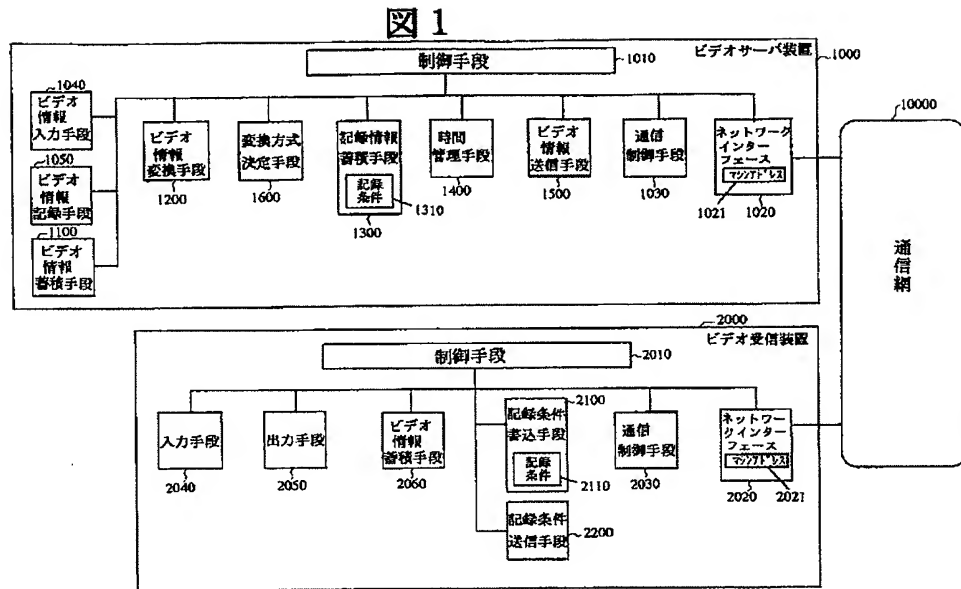 図1
ビデオサーバ装置
1000
制御手段
1010
1040
ビデオ
情報
入力手段
1050
ビデオ
情報
記録手段
1100
ビデオ
情報
蓄積手段
ビデオ
情報
変換手段
1200
変換方式
決定手段
1600
記録情報
蓄積手段
記録
条件
1310
1300
時間
管理手段
1400
ビデオ
情報
送信手段
1500
通信
制御手段
1030
ネットワーク
インター
フェース
マシンアドレス
1021
1020
10000
通信網
2000
ビデオ受信装置
制御手段
2010
入力手段
2040
出力手段
2050
ビデオ
情報
蓄積手段
2060
2100
記録条件
書込手段
記録
条件
2110
記録条件
送信手段
2200
通信
制御手段
2030
ネットワー
クインター
フェース
マシンアドレス
2020
2021